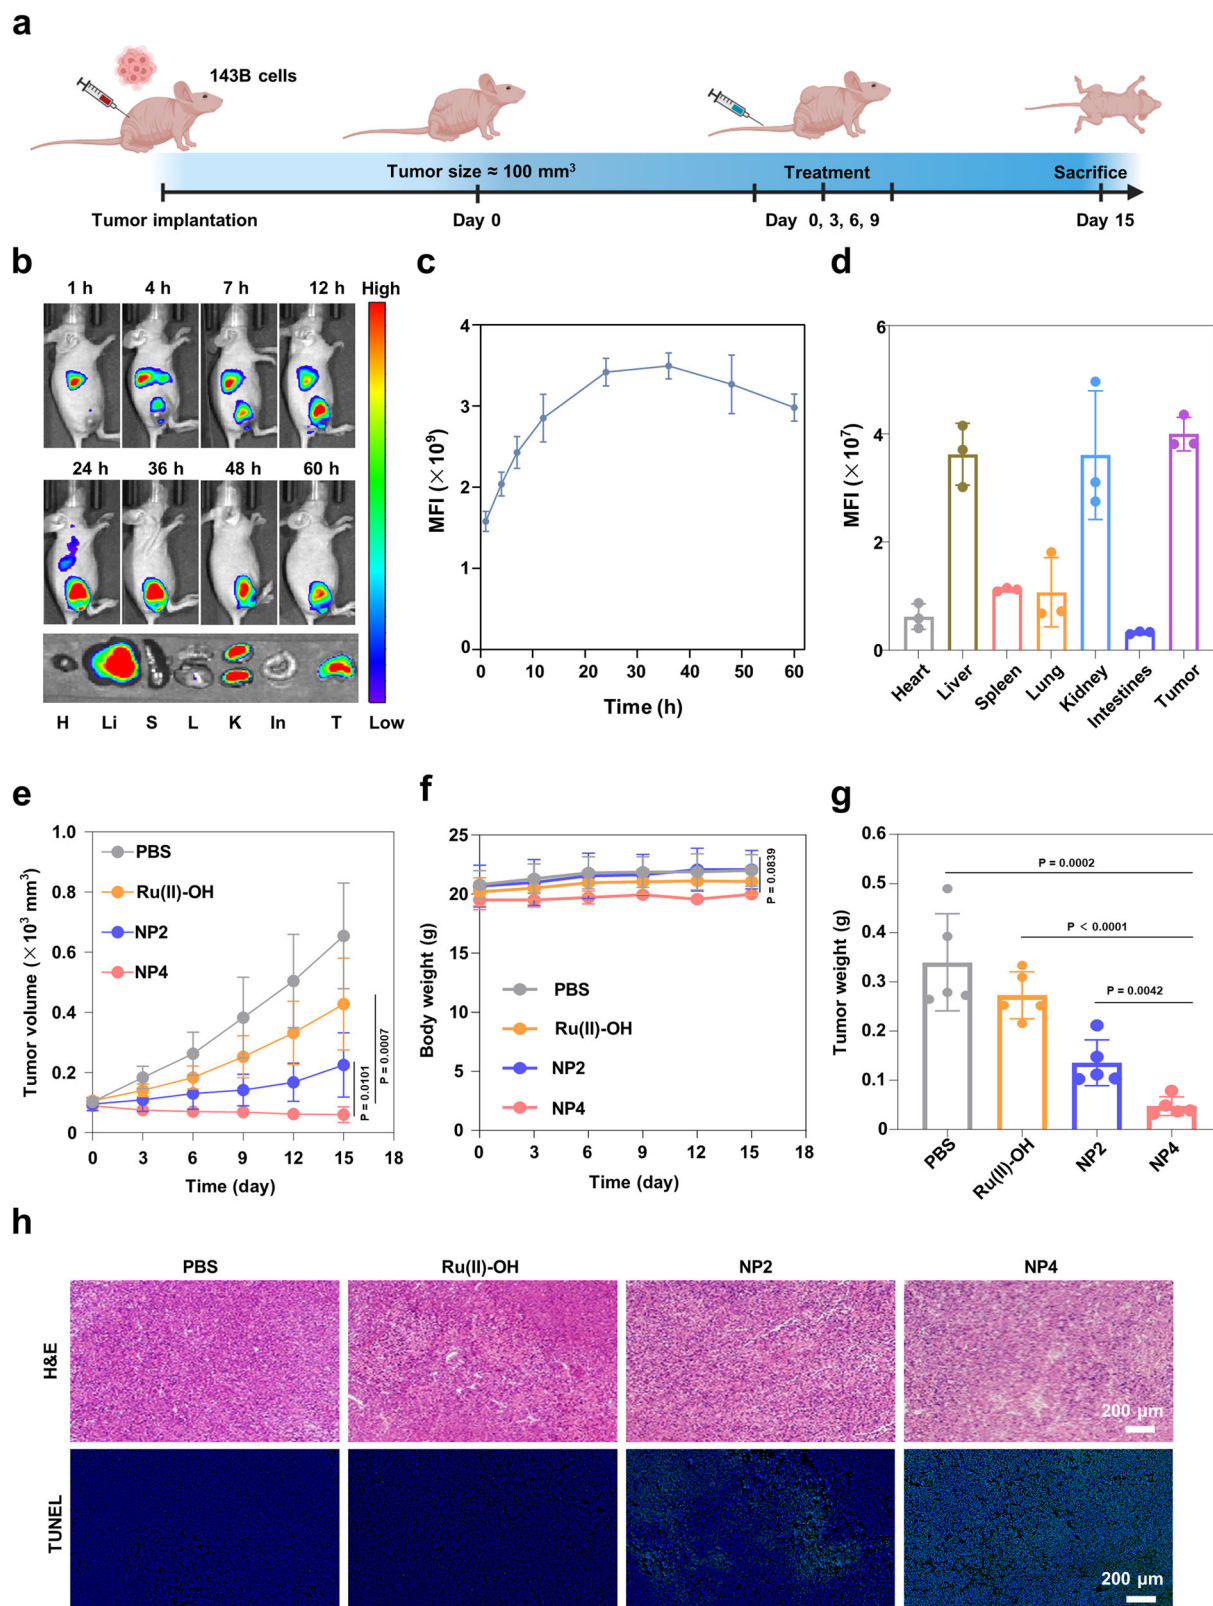 a
143B cells
Tumor size ≈ 100 mm³
Treatment
Sacrifice
Tumor implantation
Day 0
Day 0, 3, 6, 9
Day 15
b
1 h
4 h
7 h
12 h
High
24 h
36 h
48 h
60 h
H
Li
S
L
K
In
T
Low
c
4
3
2
1
0
MFI (×10⁹)
0
10
20
30
40
50
60
Time (h)
d
6
4
2
0
MFI (×10⁷)
Heart
Liver
Spleen
Lung
Kidney
Intestines
Tumor
e
1.0
0.8
0.6
0.4
0.2
0
Tumor volume (×10³ mm³)
PBS
Ru(II)-OH
NP2
NP4
P = 0.0101
P = 0.0007
0
3
6
9
12
15
18
Time (day)
f
25
20
15
10
5
0
Body weight (g)
P = 0.0839
PBS
Ru(II)-OH
NP2
NP4
0
3
6
9
12
15
18
Time (day)
g
0.6
0.5
0.4
0.3
0.2
0.1
0
Tumor weight (g)
P = 0.0002
P < 0.0001
P = 0.0042
PBS
Ru(II)-OH
NP2
NP4
h
PBS
Ru(II)-OH
NP2
NP4
H&E
200 µm
TUNEL
200 µm